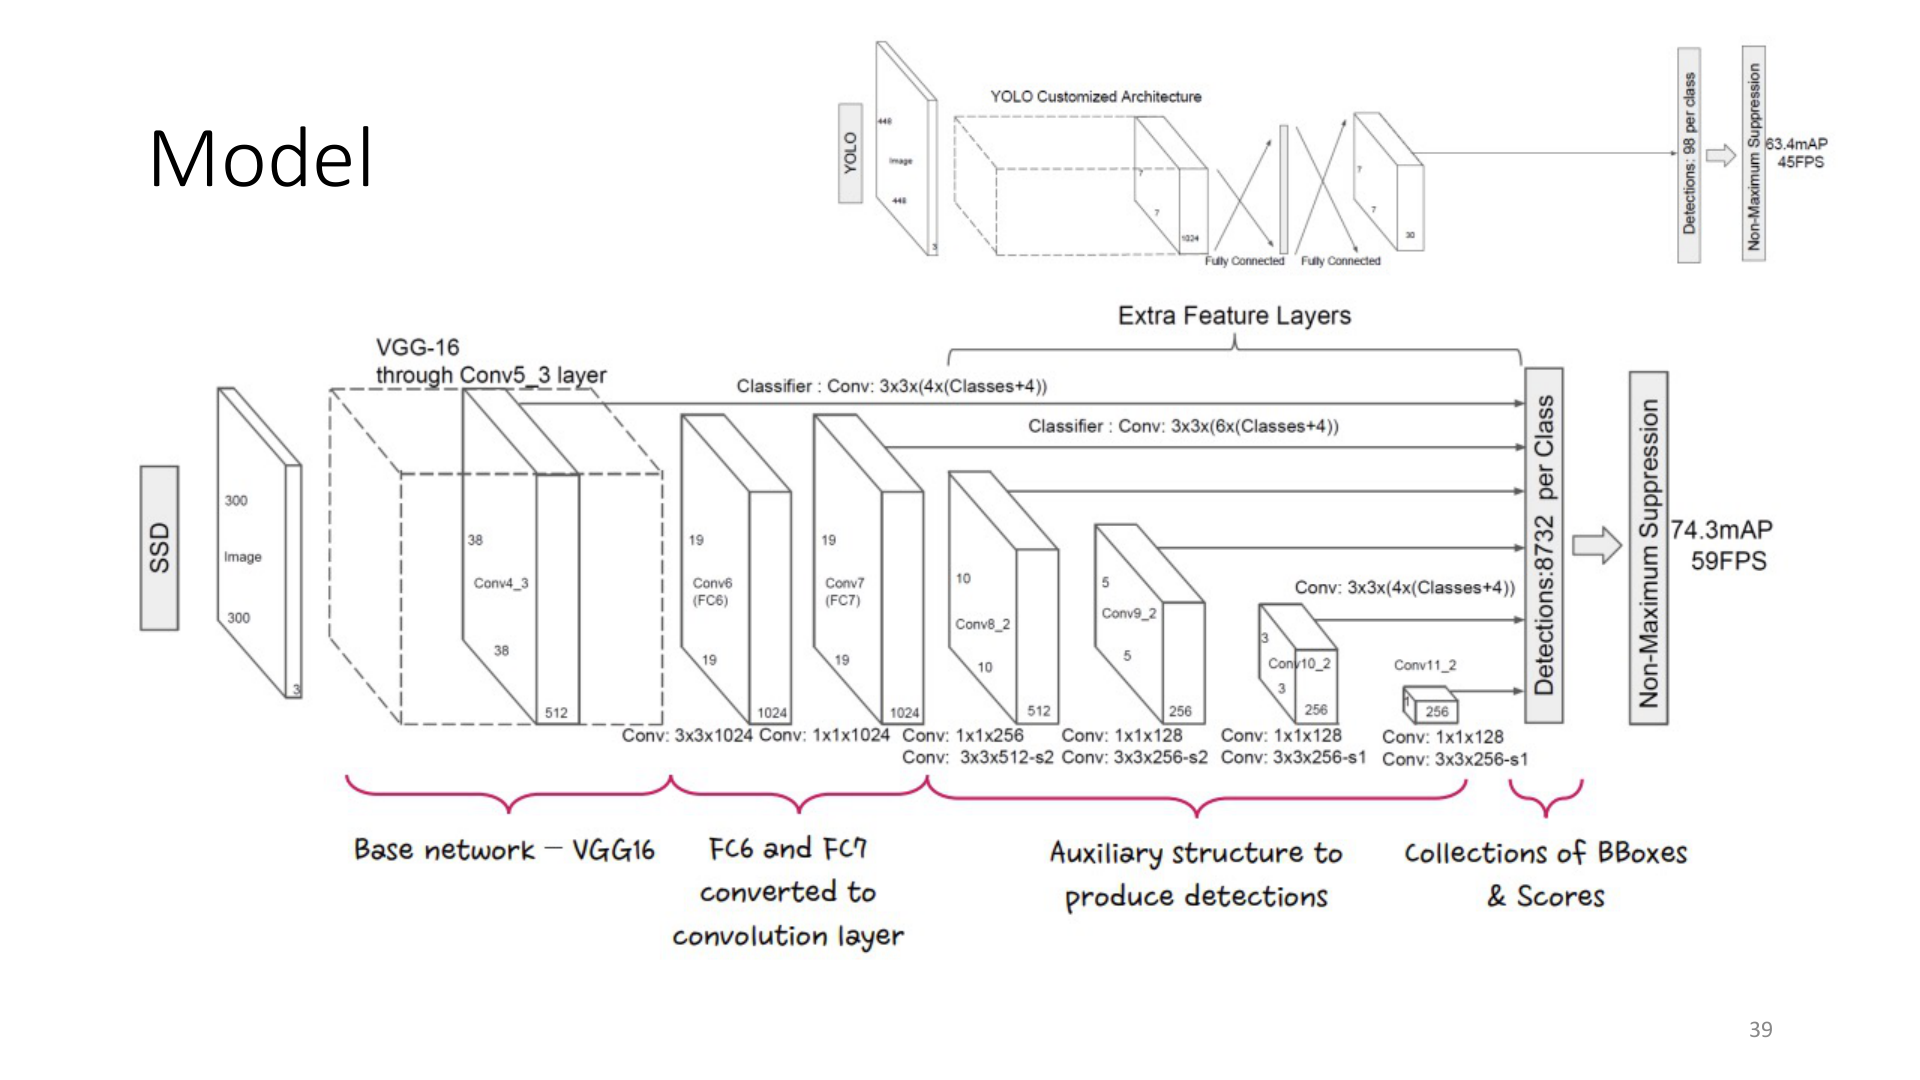 Model
YOLO
448
Image
448
3
YOLO Customized Architecture
7
7
1024
Fully Connected
Fully Connected
7
7
30
Detections: 98 per class
Non-Maximum Suppression
63.4mAP
45FPS
Extra Feature Layers
VGG-16
through Conv5_3 layer
Classifier : Conv: 3x3x(4x(Classes+4))
Classifier : Conv: 3x3x(6x(Classes+4))
SSD
300
Image
300
3
38
Conv4_3
38
512
19
Conv6
(FC6)
19
1024
19
Conv7
(FC7)
19
1024
10
Conv8_2
10
512
5
Conv9_2
5
256
Conv: 3x3x(4x(Classes+4))
3
Conv10_2
3
256
Conv11_2
1
256
Detections:8732 per Class
Non-Maximum Suppression
74.3mAP
59FPS
Conv: 3x3x1024
Conv: 1x1x1024
Conv: 1x1x256
Conv: 3x3x512-s2
Conv: 1x1x128
Conv: 3x3x256-s2
Conv: 1x1x128
Conv: 3x3x256-s1
Conv: 1x1x128
Conv: 3x3x256-s1
Base network – VGG16
FC6 and FC7
converted to
convolution layer
Auxiliary structure to
produce detections
Collections of BBoxes
& Scores
39